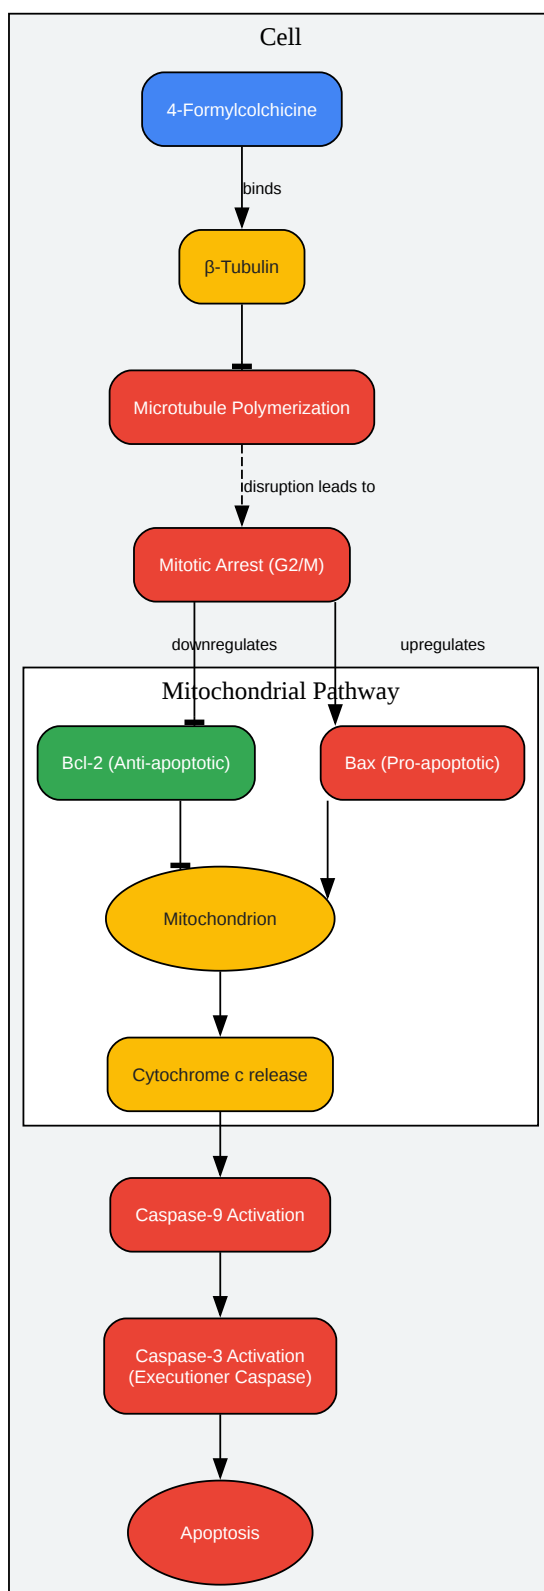 Cell
4-Formylcolchicine
binds
β-Tubulin
Microtubule Polymerization
disruption leads to
Mitotic Arrest (G2/M)
downregulates
upregulates
Mitochondrial Pathway
Bcl-2 (Anti-apoptotic)
Bax (Pro-apoptotic)
Mitochondrion
Cytochrome c release
Caspase-9 Activation
Caspase-3 Activation
(Executioner Caspase)
Apoptosis